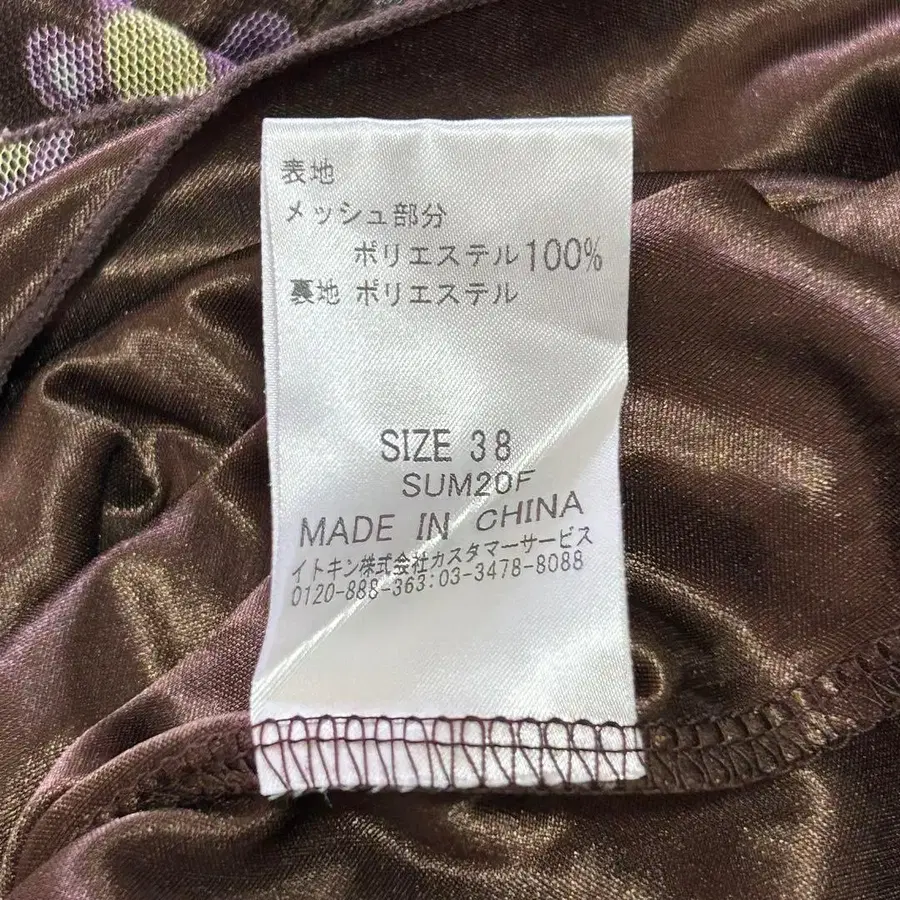 表地
メッシュ部分
ポリエステル100%
裏地 ポリエステル
SIZE 38
SUM20F
MADE IN CHINA
イトキン株式会社カスタマーサービス
0120-888-363:03-3478-8088